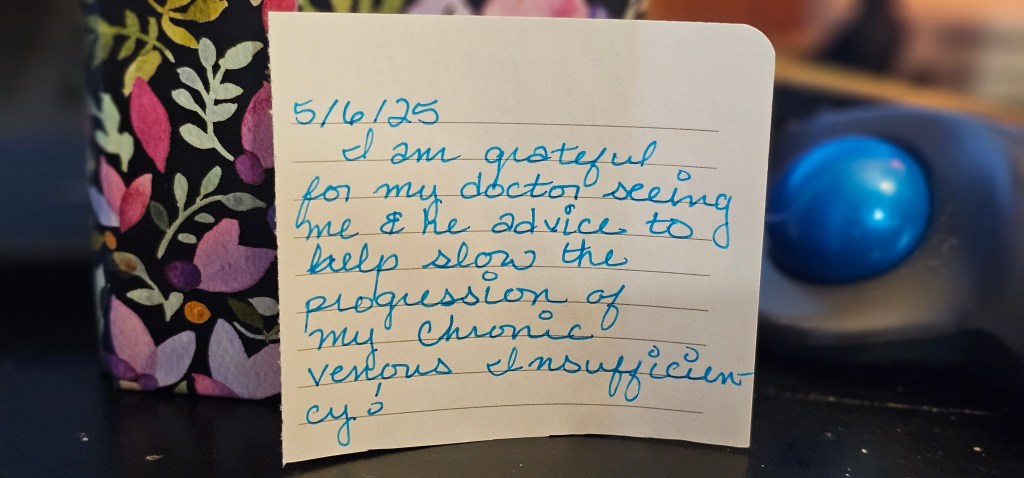 5/6/25
I am grateful
for my doctor seeing
me & he advice to
help slow the
progression of
my Chronic
venous Insufficien-
cy!